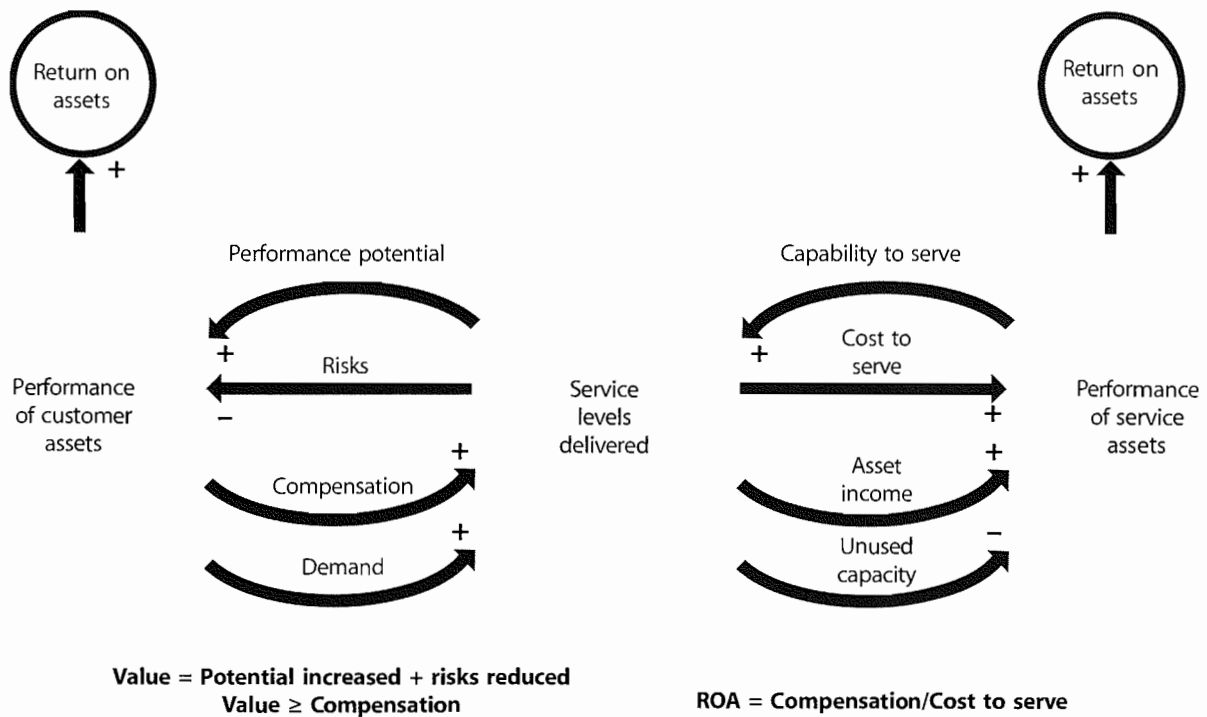 Return on
assets
+
Return on
assets
+
Performance potential
+
Risks
−
Performance
of customer
assets
Compensation
+
Demand
+
Service
levels
delivered
Capability to serve
+
Cost to
serve
+
Performance
of service
assets
Asset
income
+
Unused
capacity
−
Value = Potential increased + risks reduced
Value ≥ Compensation
ROA = Compensation/Cost to serve